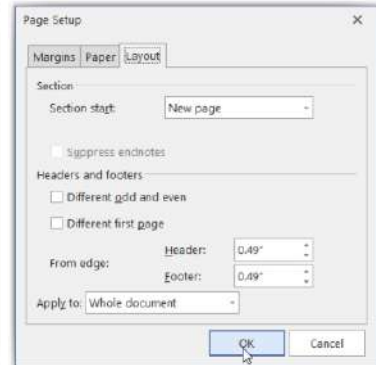 Page Setup
Margins Paper Layout
Section
Section start: New page
Suppress endnotes
Headers and footers
Different odd and even
Different first page
Header: 0.49"
From edge:
Footer: 0.49"
Apply to: Whole document
OK Cancel